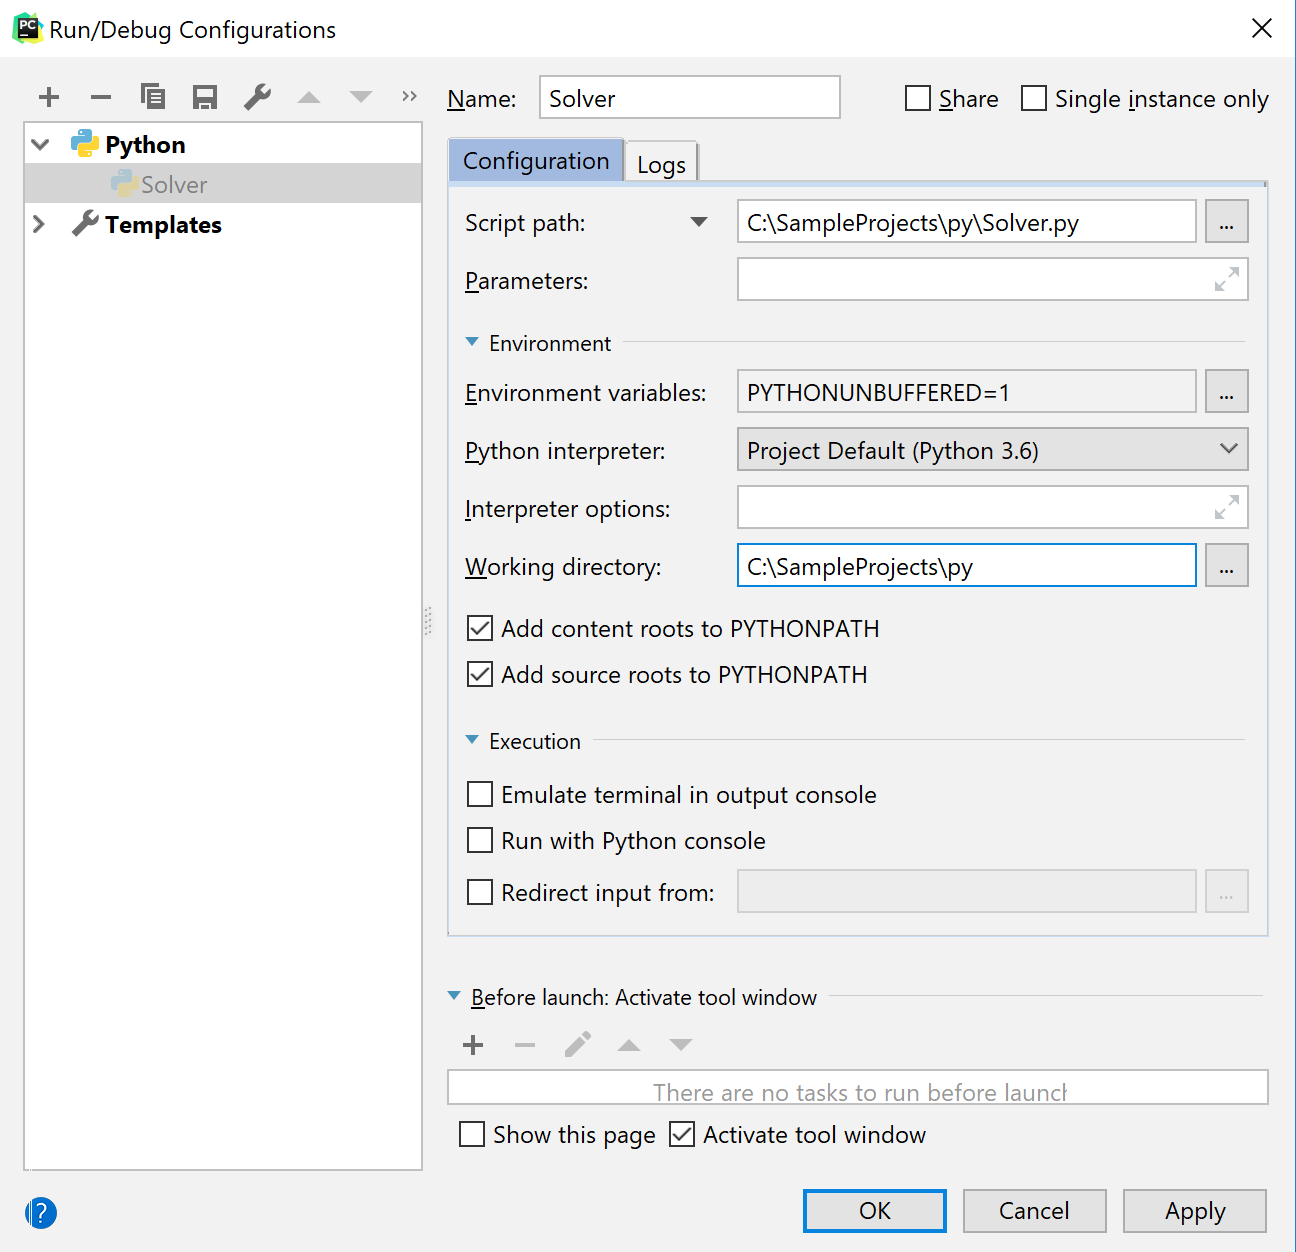 PC Run/Debug Configurations
Name: Solver Share Single instance only
Python
Solver
Templates
Configuration Logs
Script path: C:\SampleProjects\py\Solver.py ...
Parameters:
Environment
Environment variables: PYTHONUNBUFFERED=1 ...
Python interpreter: Project Default (Python 3.6)
Interpreter options:
Working directory: C:\SampleProjects\py ...
Add content roots to PYTHONPATH
Add source roots to PYTHONPATH
Execution
Emulate terminal in output console
Run with Python console
Redirect input from: ...
Before launch: Activate tool window
There are no tasks to run before launch
Show this page Activate tool window
? OK Cancel Apply